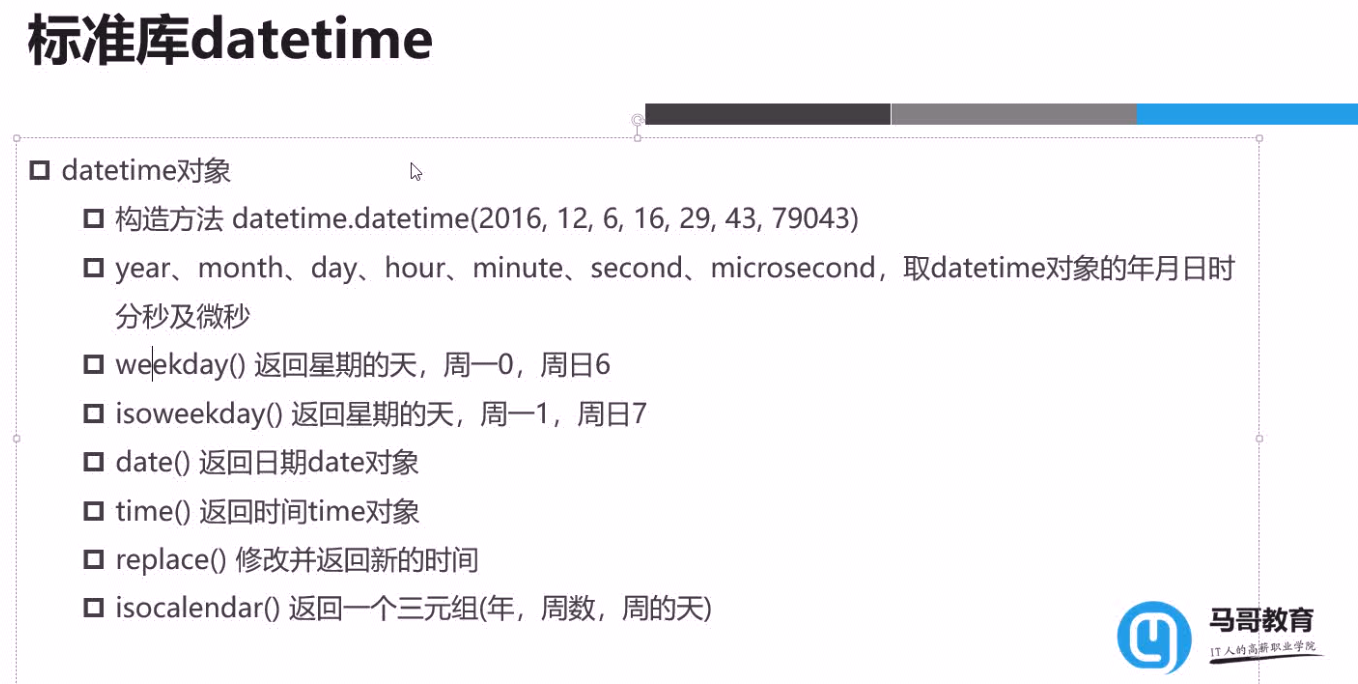 标准库datetime
datetime对象
构造方法 datetime.datetime(2016, 12, 6, 16, 29, 43, 79043)
year、month、day、hour、minute、second、microsecond，取datetime对象的年月日时
分秒及微秒
weekday() 返回星期的天，周一0，周日6
isoweekday() 返回星期的天，周一1，周日7
date() 返回日期date对象
time() 返回时间time对象
replace() 修改并返回新的时间
isocalendar() 返回一个三元组(年，周数，周的天)
马哥教育
IT人的高薪职业学院